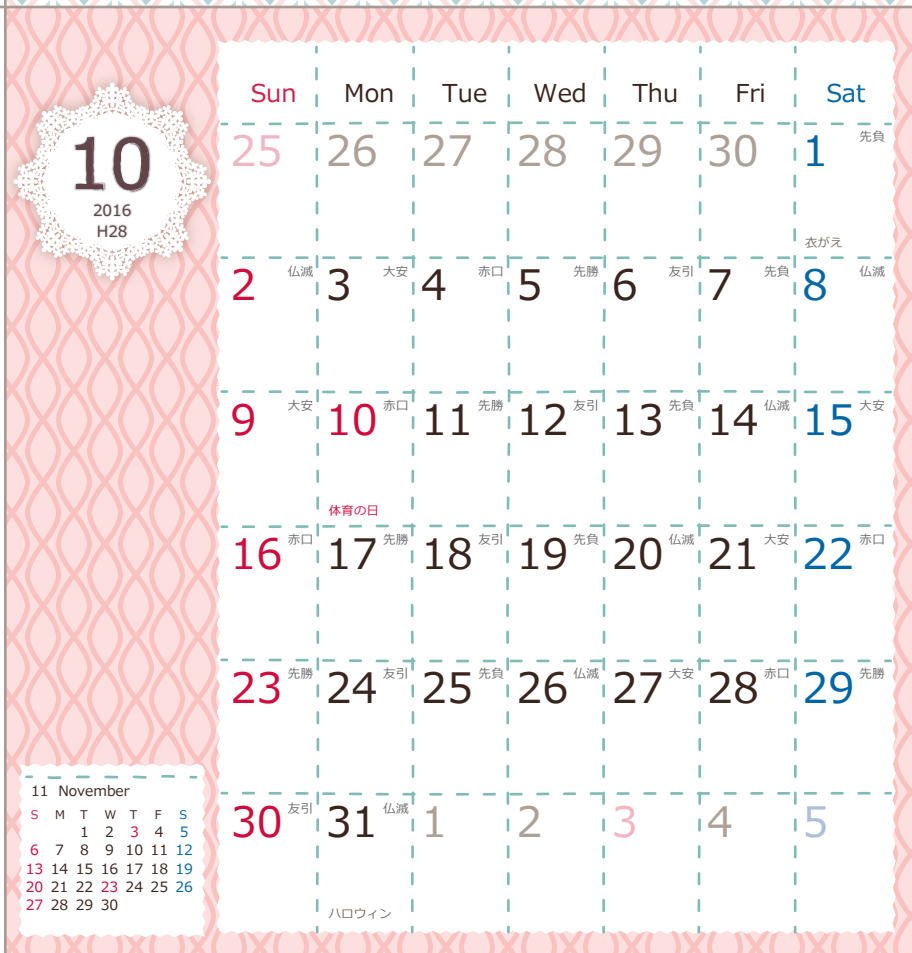 10
2016
H28
Sun Mon Tue Wed Thu Fri Sat
25 26 27 28 29 30 1 先負
衣がえ
2 仏滅 3 大安 4 赤口 5 先勝 6 友引 7 先負 8 仏滅
9 大安 10 赤口 11 先勝 12 友引 13 先負 14 仏滅 15 大安
体育の日
16 赤口 17 先勝 18 友引 19 先負 20 仏滅 21 大安 22 赤口
23 先勝 24 友引 25 先負 26 仏滅 27 大安 28 赤口 29 先勝
30 友引 31 仏滅 1 2 3 4 5
ハロウィン
11 November
S M T W T F S
1 2 3 4 5
6 7 8 9 10 11 12
13 14 15 16 17 18 19
20 21 22 23 24 25 26
27 28 29 30